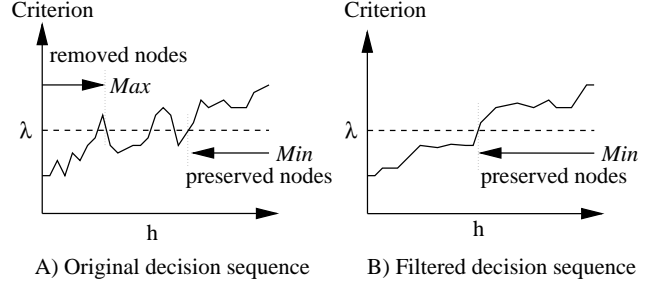 Criterion
removed nodes
Max
λ
Min
preserved nodes
h
A) Original decision sequence
Criterion
λ
Min
preserved nodes
h
B) Filtered decision sequence